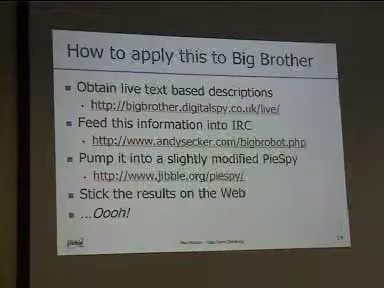 How to apply this to Big Brother
Obtain live text based descriptions
http://bigbrother.digitalspy.co.uk/live/
Feed this information into IRC
http://www.andysecker.com/bigbrobot.php
Pump it into a slightly modified PieSpy
http://www.jibble.org/piespy/
Stick the results on the Web
...Oooh!
jibble